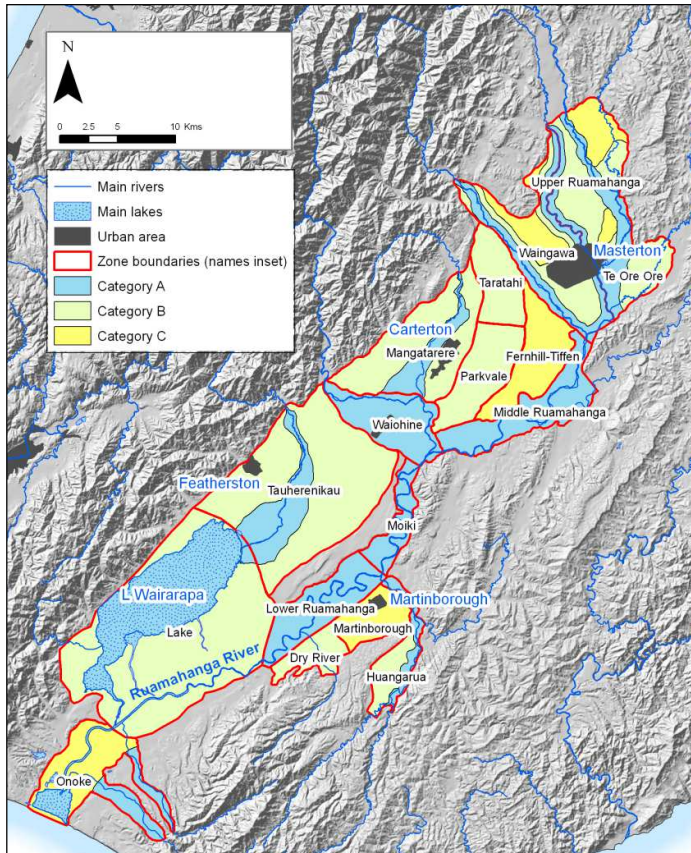 N
0 2.5 5 10 Kms
Main rivers
Main lakes
Urban area
Zone boundaries (names inset)
Category A
Category B
Category C
Upper Ruamahanga
Waingawa
Masterton
Te Ore Ore
Taratahi
Carterton
Mangatarere
Fernhill-Tiffen
Parkvale
Middle Ruamahanga
Waiohine
Featherston
Tauherenikau
Moiki
L Wairarapa
Lower Ruamahanga
Martinborough
Martinborough
Lake
Dry River
Huangarua
Ruamahanga River
Onoke